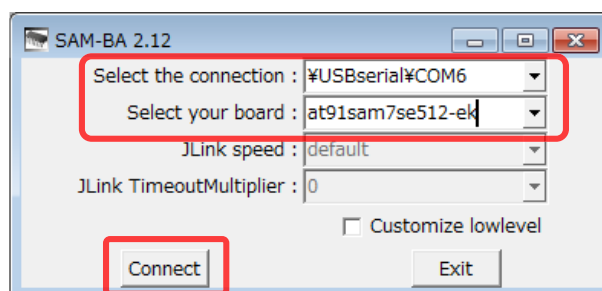 SAM-BA 2.12
Select the connection : ¥USBserial¥COM6
Select your board : at91sam7se512-ek
JLink speed : default
JLink TimeoutMultiplier : 0
Customize lowlevel
Connect Exit